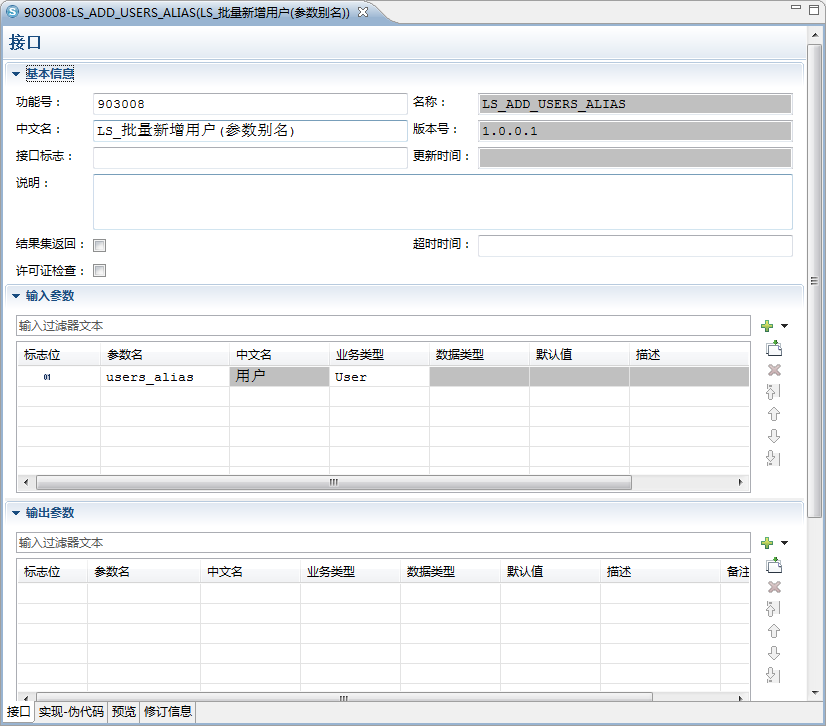 903008-LS_ADD_USERS_ALIAS(LS_批量新增用户(参数别名))
接口
基本信息
功能号： 903008 名称： LS_ADD_USERS_ALIAS
中文名： LS_批量新增用户(参数别名) 版本号： 1.0.0.1
接口标志： 更新时间：
说明：
结果集返回： 超时时间：
许可证检查：
输入参数
输入过滤器文本
标志位 参数名 中文名 业务类型 数据类型 默认值 描述
01 users_alias 用户 User
输出参数
输入过滤器文本
标志位 参数名 中文名 业务类型 数据类型 默认值 描述 备注
接口 实现-伪代码 预览 修订信息